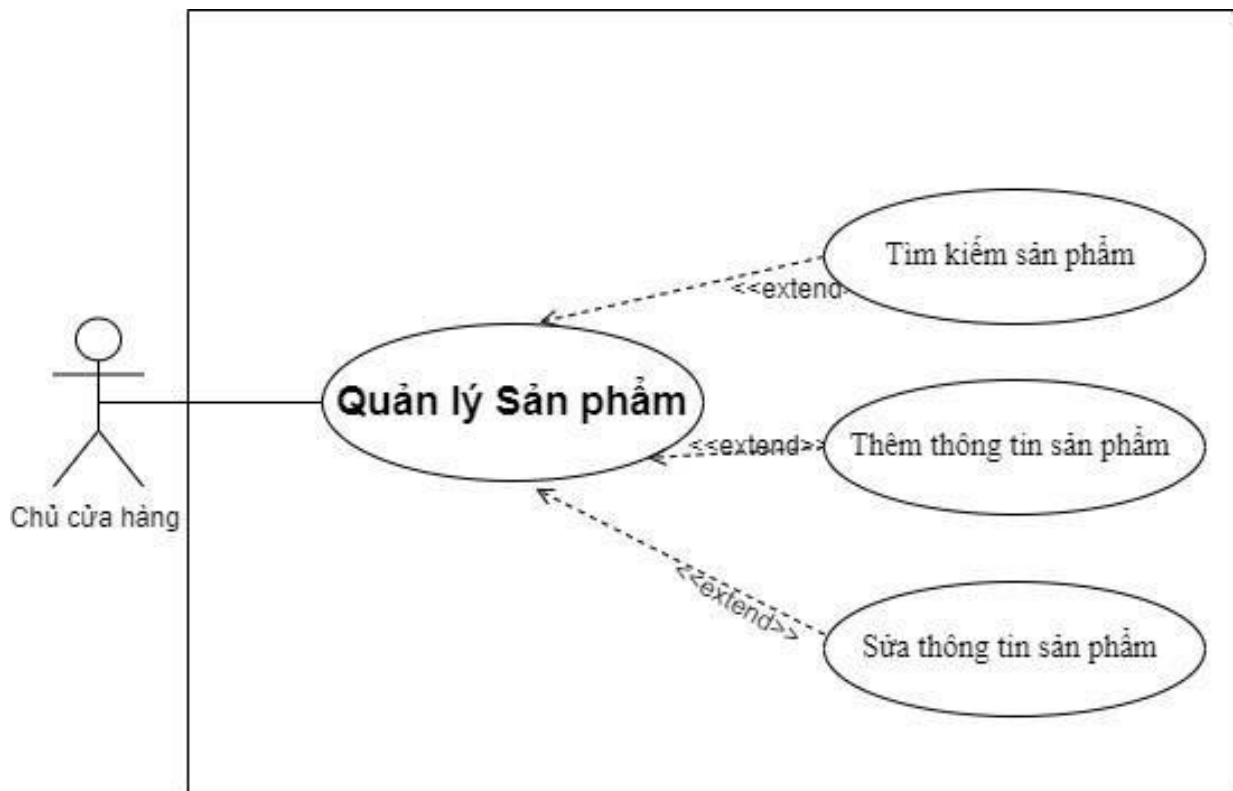 Tìm kiếm sản phẩm
<<extend>
Quản lý Sản phẩm
<<extend>>
Thêm thông tin sản phẩm
Chủ cửa hàng
<<extend>>
Sửa thông tin sản phẩm